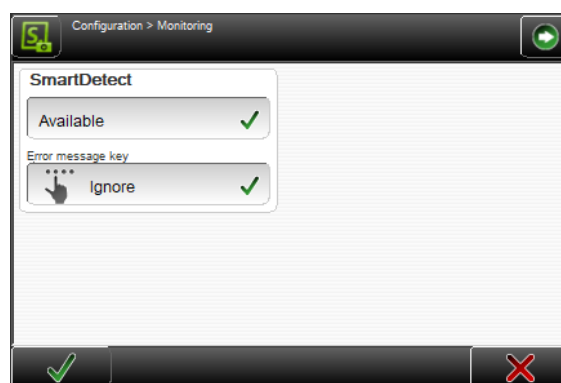 Configuration > Monitoring
SmartDetect
Available
Error message key
Ignore